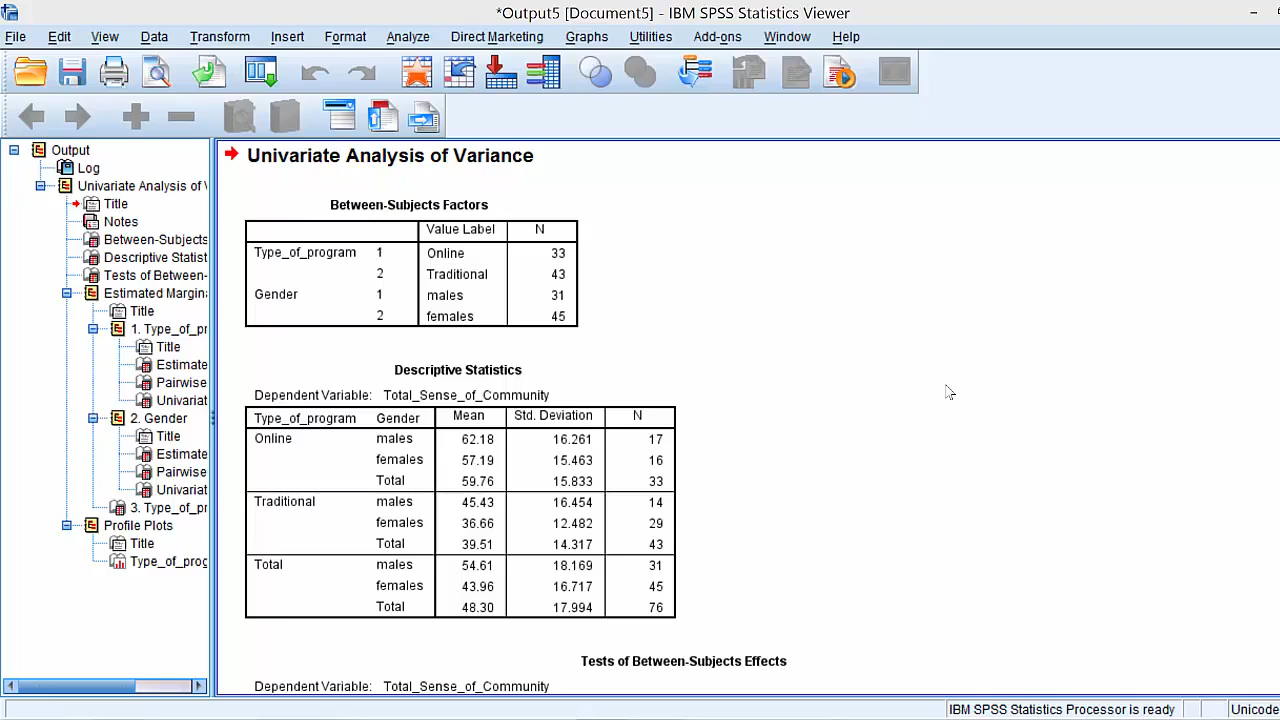 *Output5 [Document5] - IBM SPSS Statistics Viewer
File Edit View Data Transform Insert Format Analyze Direct Marketing Graphs Utilities Add-ons Window Help
Output
Log
Univariate Analysis of V
Title
Notes
Between-Subjects
Descriptive Statist
Tests of Between-
Estimated Margina
Title
1. Type_of_pr
Title
Estimate
Pairwise
Univariat
2. Gender
Title
Estimate
Pairwise
Univariat
3. Type_of_pr
Profile Plots
Title
Type_of_prog
Univariate Analysis of Variance
Between-Subjects Factors
Value Label N
Type_of_program 1 Online 33
2 Traditional 43
Gender 1 males 31
2 females 45
Descriptive Statistics
Dependent Variable: Total_Sense_of_Community
Type_of_program Gender Mean Std. Deviation N
Online males 62.18 16.261 17
females 57.19 15.463 16
Total 59.76 15.833 33
Traditional males 45.43 16.454 14
females 36.66 12.482 29
Total 39.51 14.317 43
Total males 54.61 18.169 31
females 43.96 16.717 45
Total 48.30 17.994 76
Tests of Between-Subjects Effects
Dependent Variable: Total_Sense_of_Community
IBM SPSS Statistics Processor is ready Unicode